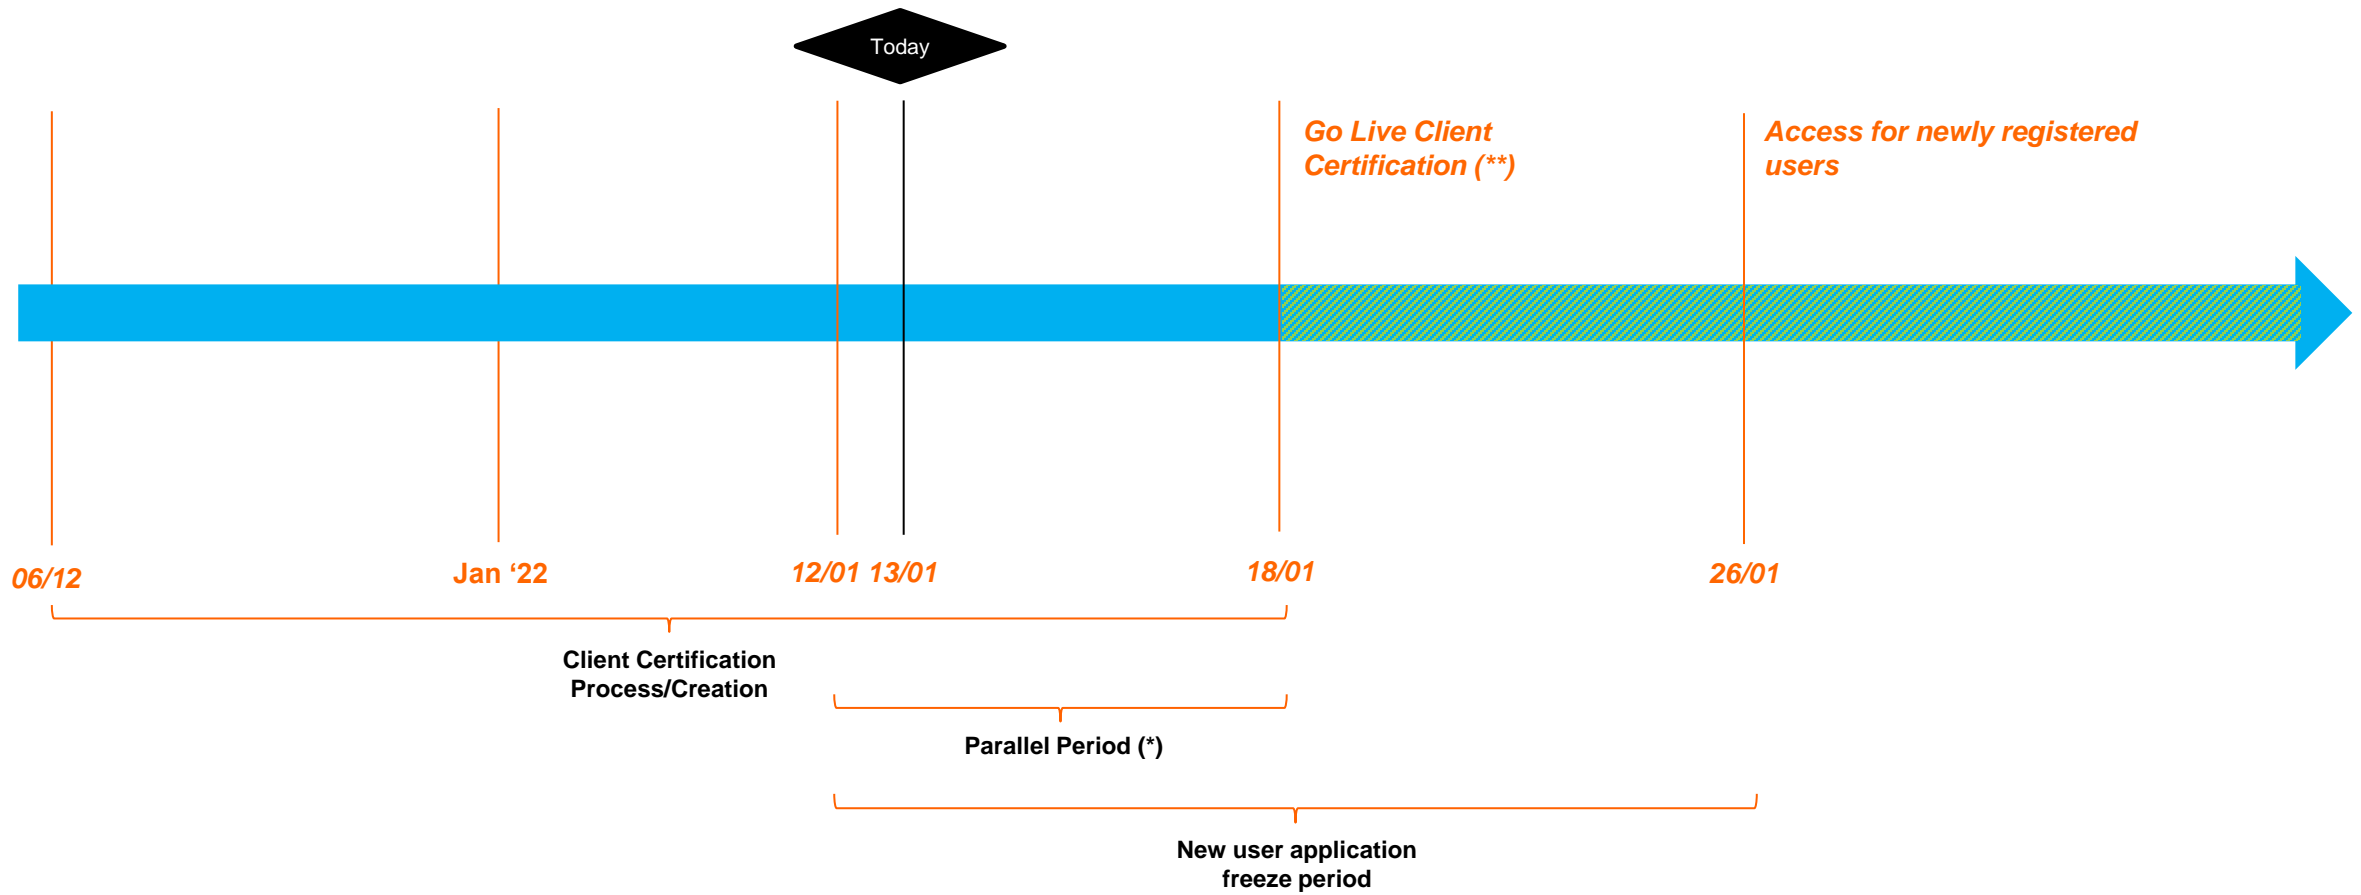 Today
Go Live Client
Certification (**)
Access for newly registered
users
06/12
Jan ‘22
12/01
13/01
18/01
26/01
Client Certification
Process/Creation
Parallel Period (*)
New user application
freeze period